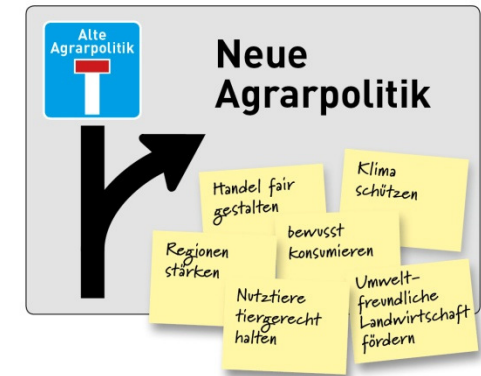 Alte
Agrarpolitik
Neue
Agrarpolitik
Handel fair
gestalten
Klima
schützen
bewusst
konsumieren
Regionen
stärken
Nutztiere
tiergerecht
halten
Umwelt-
freundliche
Landwirtschaft
fördern